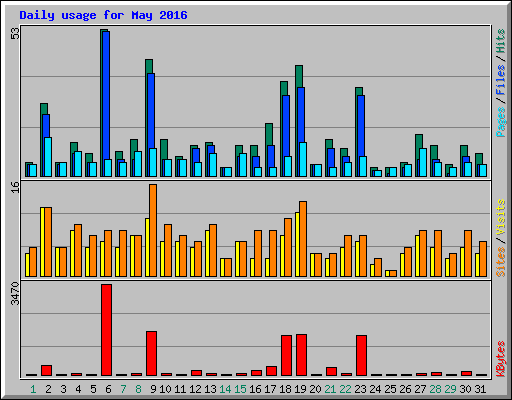 Daily usage for May 2016
53
Pages / Files / Hits
16
Sites / Visits
3470
KBytes
1 2 3 4 5 6 7 8 9 10 11 12 13 14 15 16 17 18 19 20 21 22 23 24 25 26 27 28 29 30 31